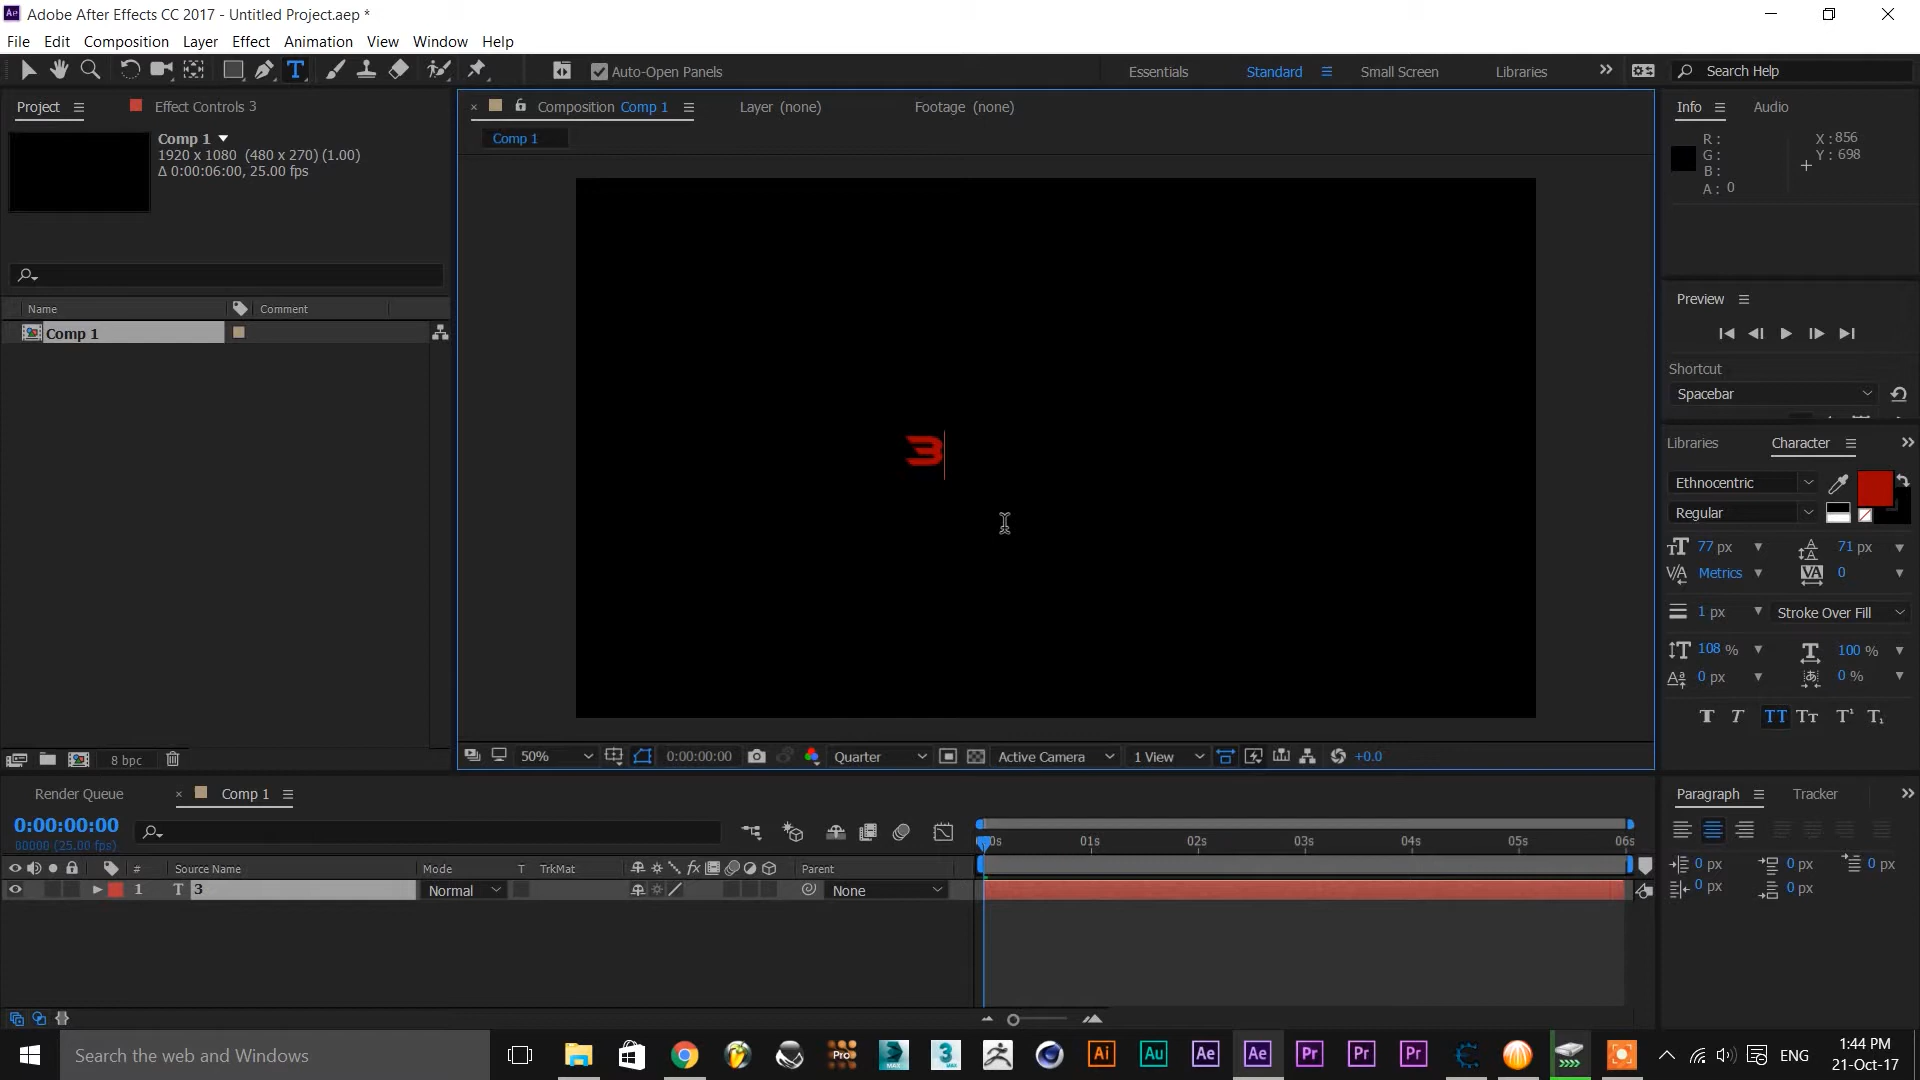 Adobe After Effects CC 2017 - Untitled Project.aep *
File Edit Composition Layer Effect Animation View Window Help
Auto-Open Panels Essentials Standard Small Screen Libraries Search Help
Project Effect Controls 3
Composition Comp 1 Layer (none) Footage (none)
Info Audio
Comp 1
1920 x 1080 (480 x 270) (1.00)
Δ 0:00:06:00, 25.00 fps
Comp 1
R :
G :
B :
A : 0
X : 856
Y : 698
Name Comment
Comp 1
Preview
Shortcut
Spacebar
3
Libraries Character
Ethnocentric
Regular
77 px 71 px
Metrics 0
1 px Stroke Over Fill
108 % 100 %
0 px 0 %
8 bpc
50% 0:00:00:00 Quarter Active Camera 1 View +0.0
Render Queue Comp 1
Paragraph Tracker
0:00:00:00
00000 (25.00 fps)
01s 02s 03s 04s 05s 06s
# Source Name Mode T TrkMat Parent
1 T 3 Normal None
0 px 0 px 0 px
0 px 0 px
Search the web and Windows
ENG
1:44 PM
21-Oct-17